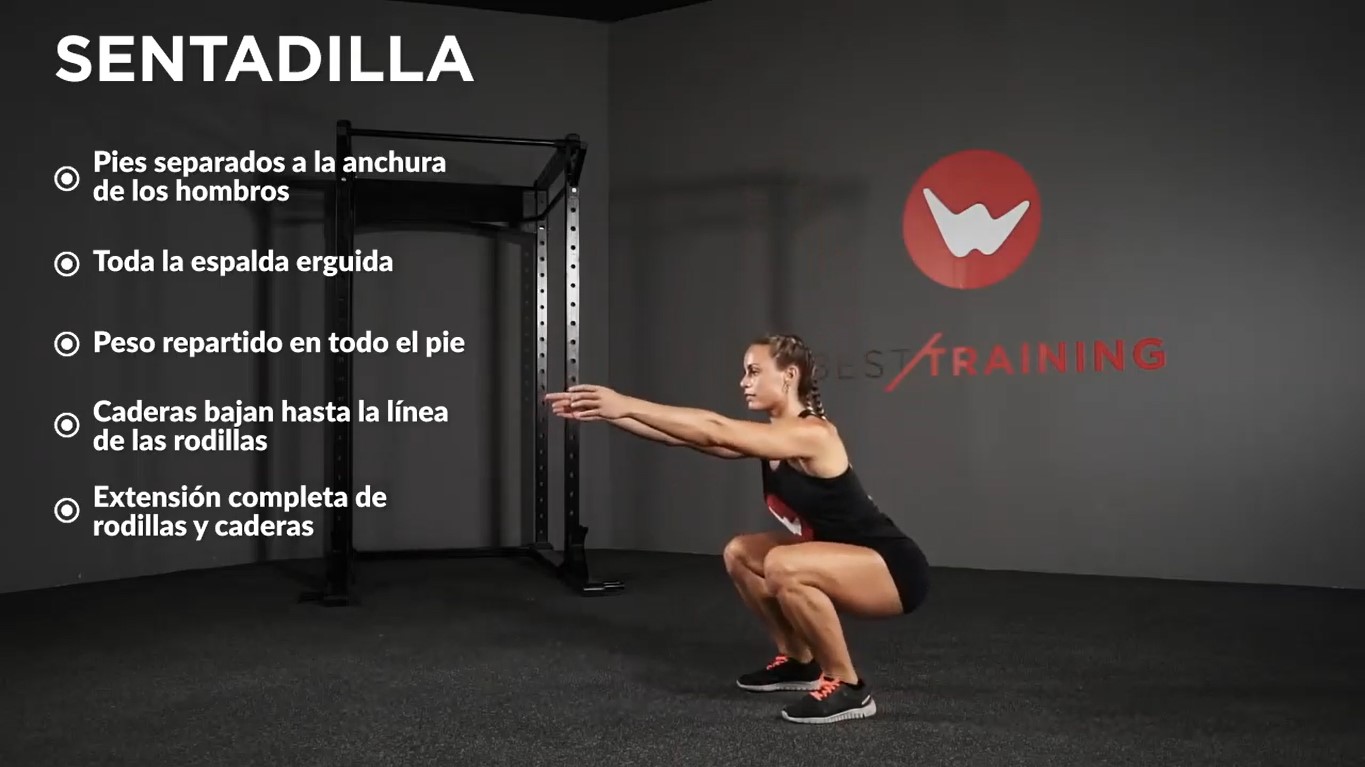 SENTADILLA
Pies separados a la anchura
de los hombros
Toda la espalda erguida
Peso repartido en todo el pie
Caderas bajan hasta la línea
de las rodillas
Extensión completa de
rodillas y caderas
BEST/TRAINING